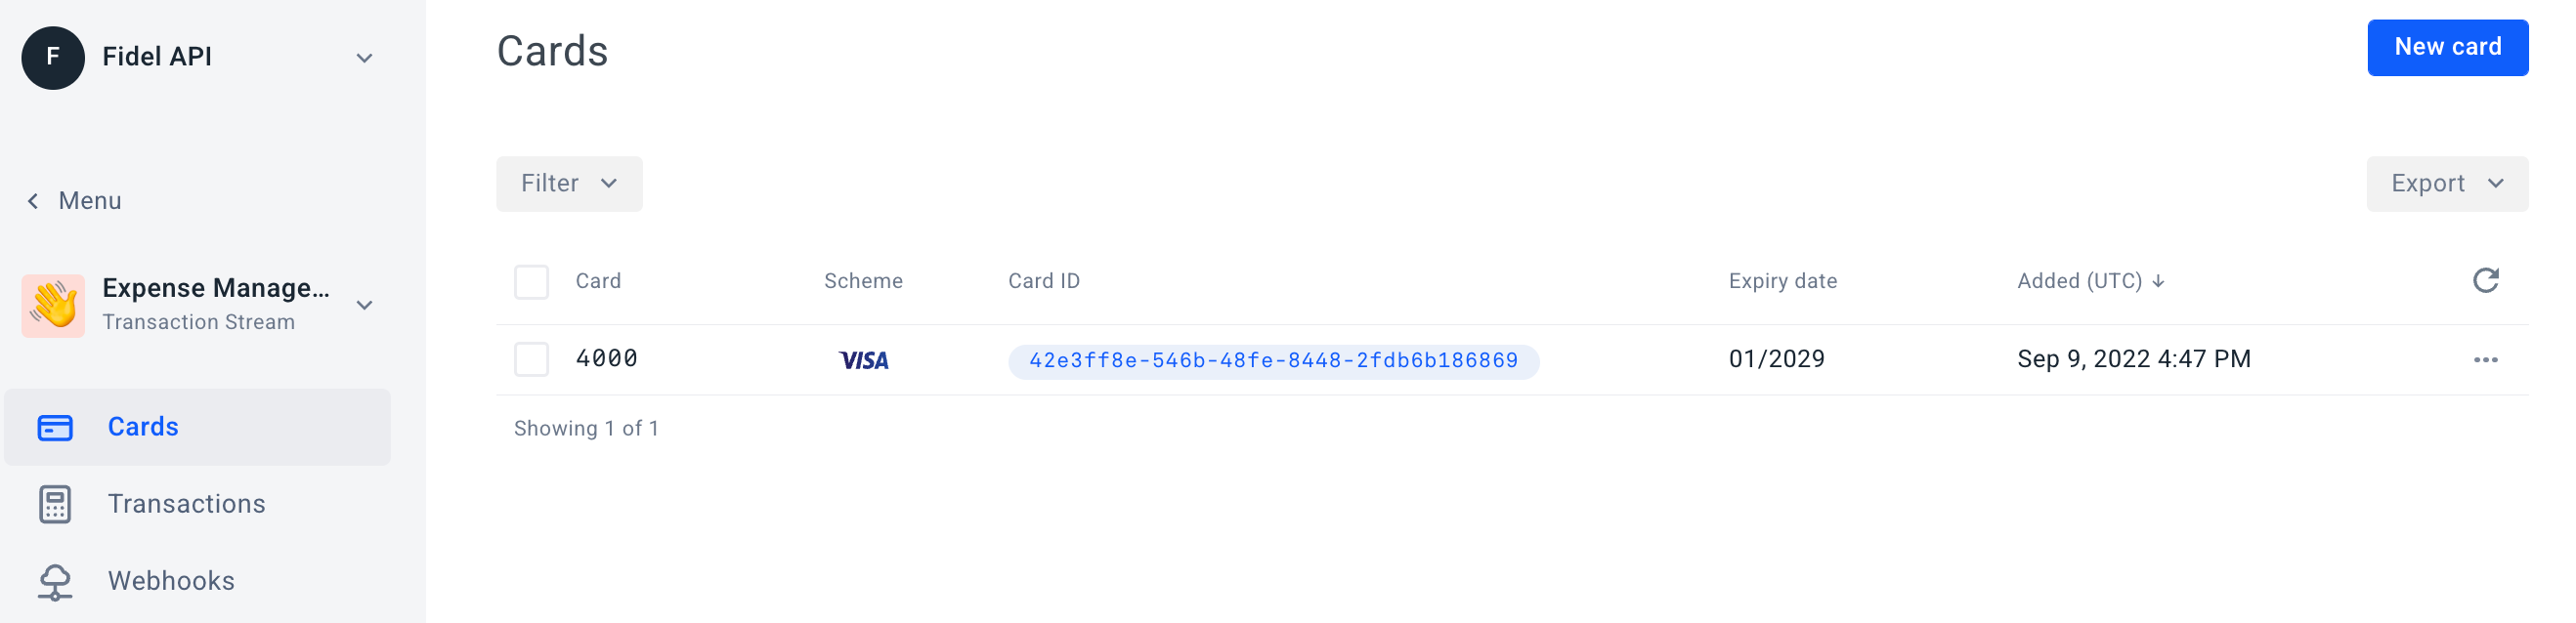 F Fidel API
Menu
Expense Manage...
Transaction Stream
Cards
Transactions
Webhooks
Cards
New card
Filter
Export
Card Scheme Card ID Expiry date Added (UTC)
4000 VISA 42e3ff8e-546b-48fe-8448-2fdb6b186869 01/2029 Sep 9, 2022 4:47 PM
Showing 1 of 1